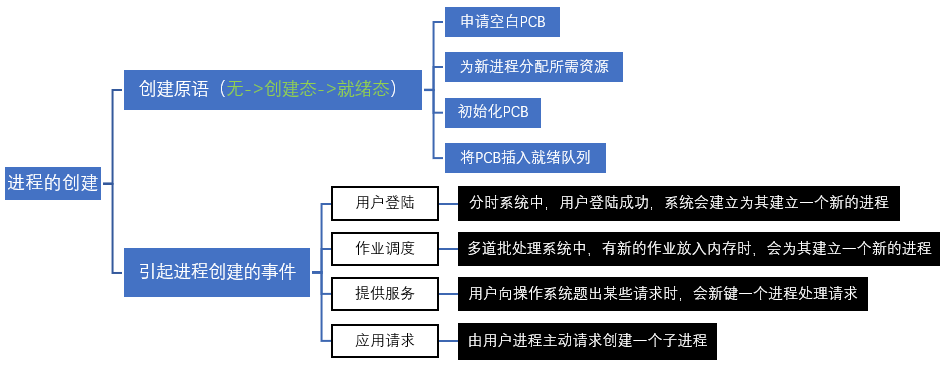 进程的创建
创建原语（无->创建态->就绪态）
申请空白PCB
为新进程分配所需资源
初始化PCB
将PCB插入就绪队列
引起进程创建的事件
用户登陆
分时系统中，用户登陆成功，系统会建立为其建立一个新的进程
作业调度
多道批处理系统中，有新的作业放入内存时，会为其建立一个新的进程
提供服务
用户向操作系统题出某些请求时，会新键一个进程处理请求
应用请求
由用户进程主动请求创建一个子进程